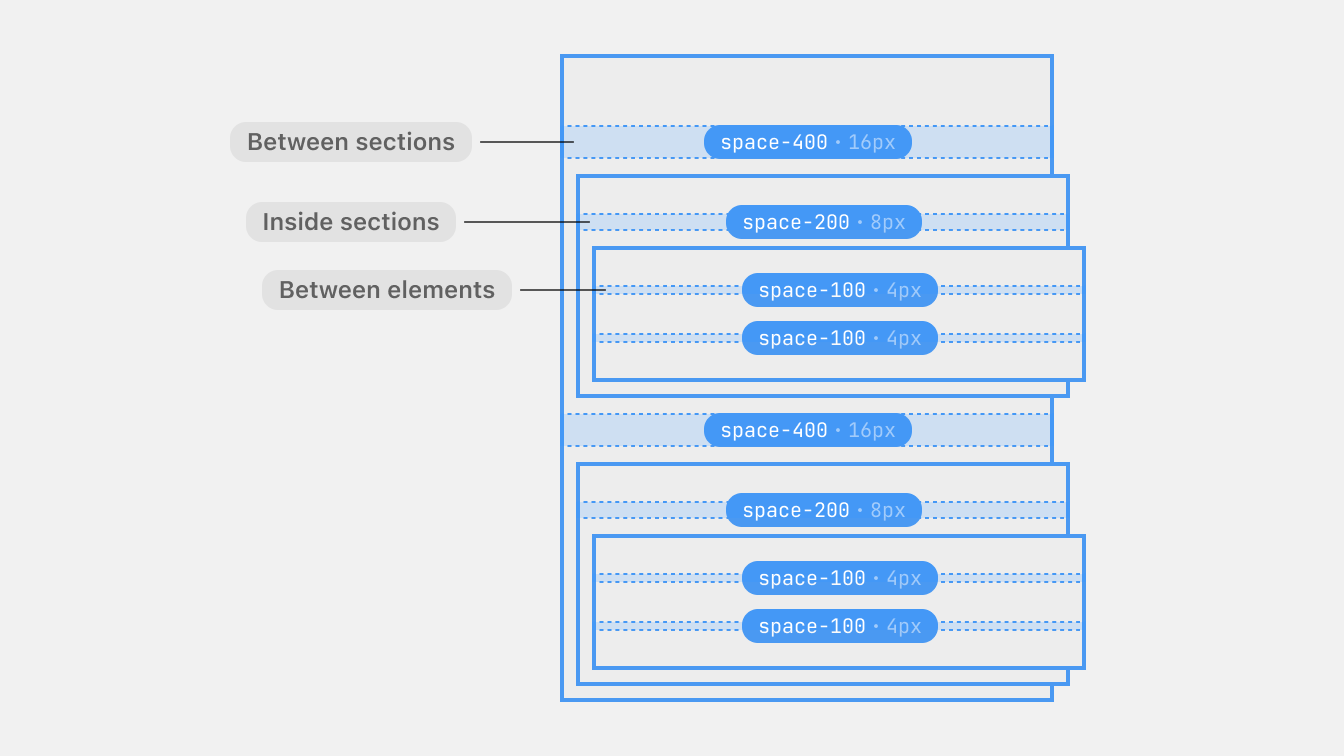 Between sections
space-400 · 16px
Inside sections
space-200 · 8px
Between elements
space-100 · 4px
space-100 · 4px
space-400 · 16px
space-200 · 8px
space-100 · 4px
space-100 · 4px